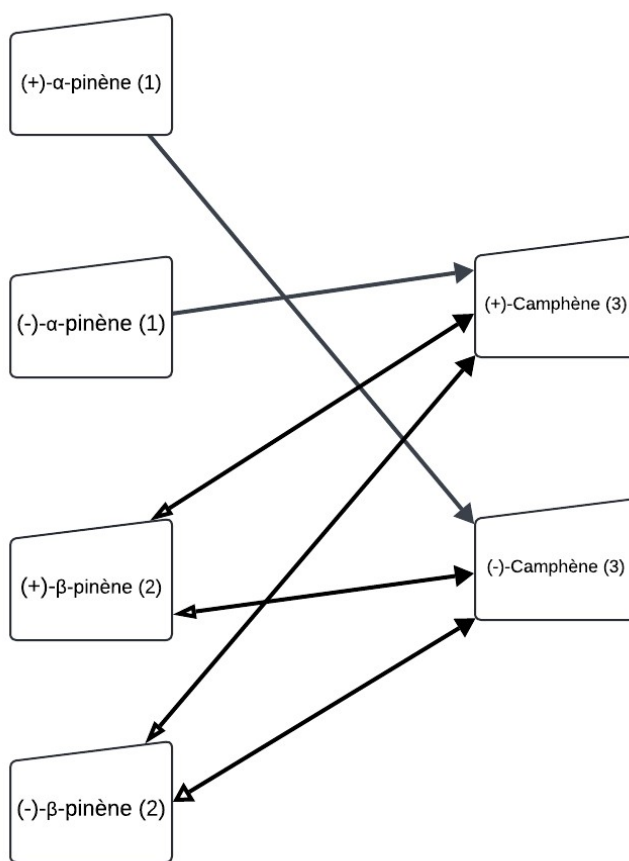 (+)-α-pinène (1)
(-)-α-pinène (1)
(+)-Camphène (3)
(-)-Camphène (3)
(+)-β-pinène (2)
(-)-β-pinène (2)